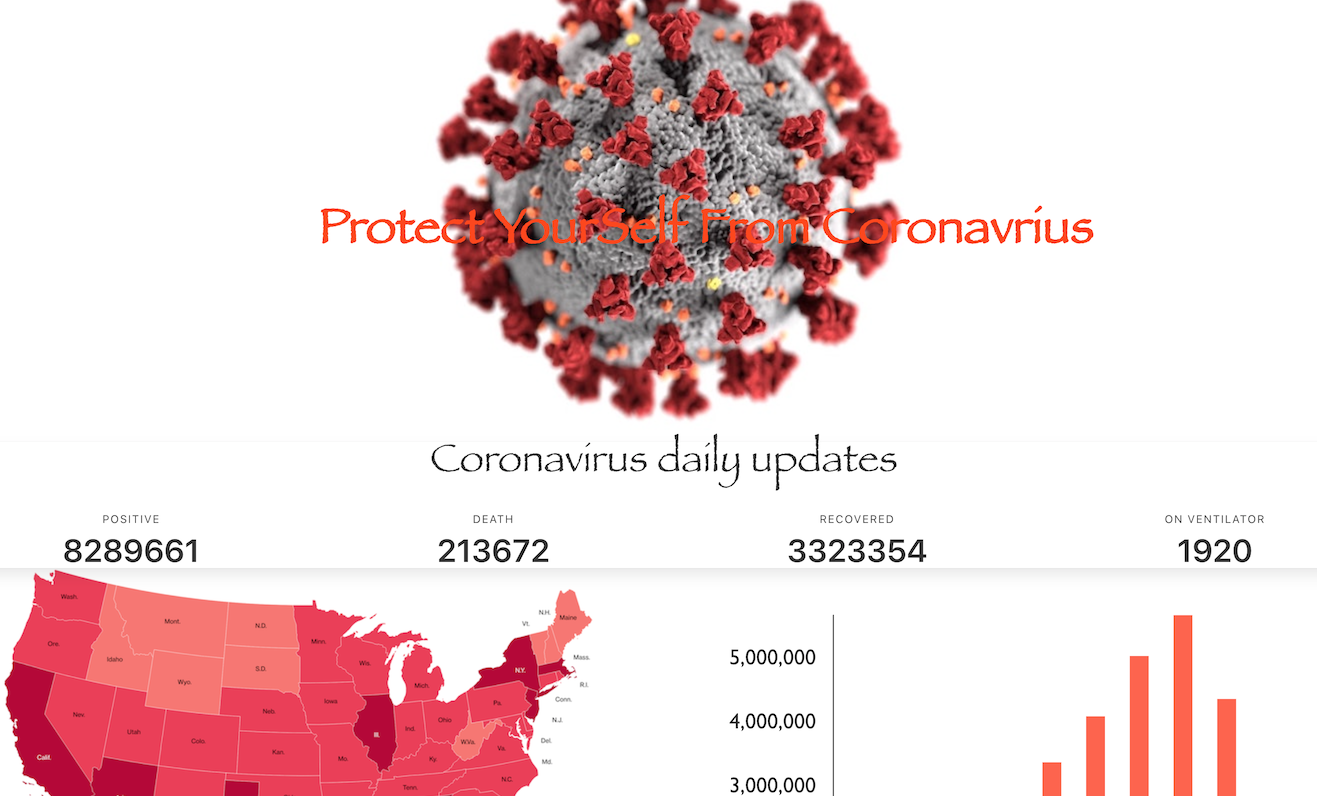 Protect YourSelf From Coronavrius
Coronavirus daily updates
POSITIVE
8289661
DEATH
213672
RECOVERED
3323354
ON VENTILATOR
1920
Wash.
Mont.
N.D.
Minn.
Ore.
Idaho
S.D.
Wis.
Wyo.
Mich.
N.H.
Vt.
Maine
N.Y.
Mass.
R.I.
Conn.
N.J.
Del.
Md.
Nev.
Neb.
Iowa
Pa.
Utah
Colo.
Kan.
Ill.
Ind.
Ohio
W.Va.
Va.
Calif.
Mo.
Ky.
N.C.
Tenn.
5,000,000
4,000,000
3,000,000